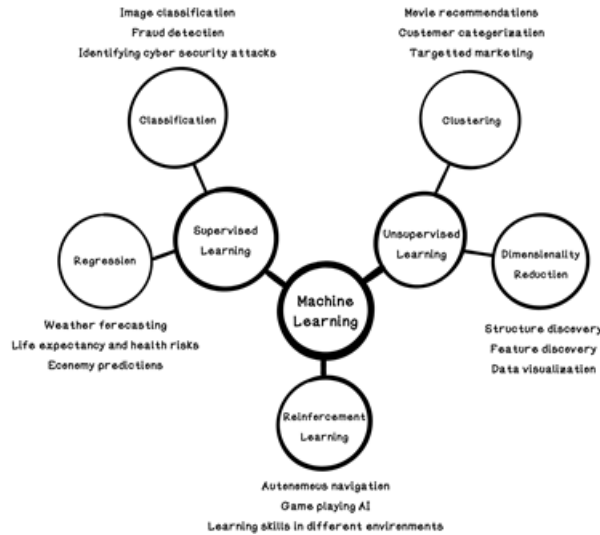 Image classification
Fraud detection
Identifying cyber security attacks
Movie recommendations
Customer categorization
Targetted marketing
Classification
Clustering
Supervised
Learning
Unsupervised
Learning
Regression
Dimensionality
Reduction
Machine
Learning
Weather forecasting
Life expectancy and health risks
Economy predictions
Structure discovery
Feature discovery
Data visualization
Reinforcement
Learning
Autonomous navigation
Game playing AI
Learning skills in different environments